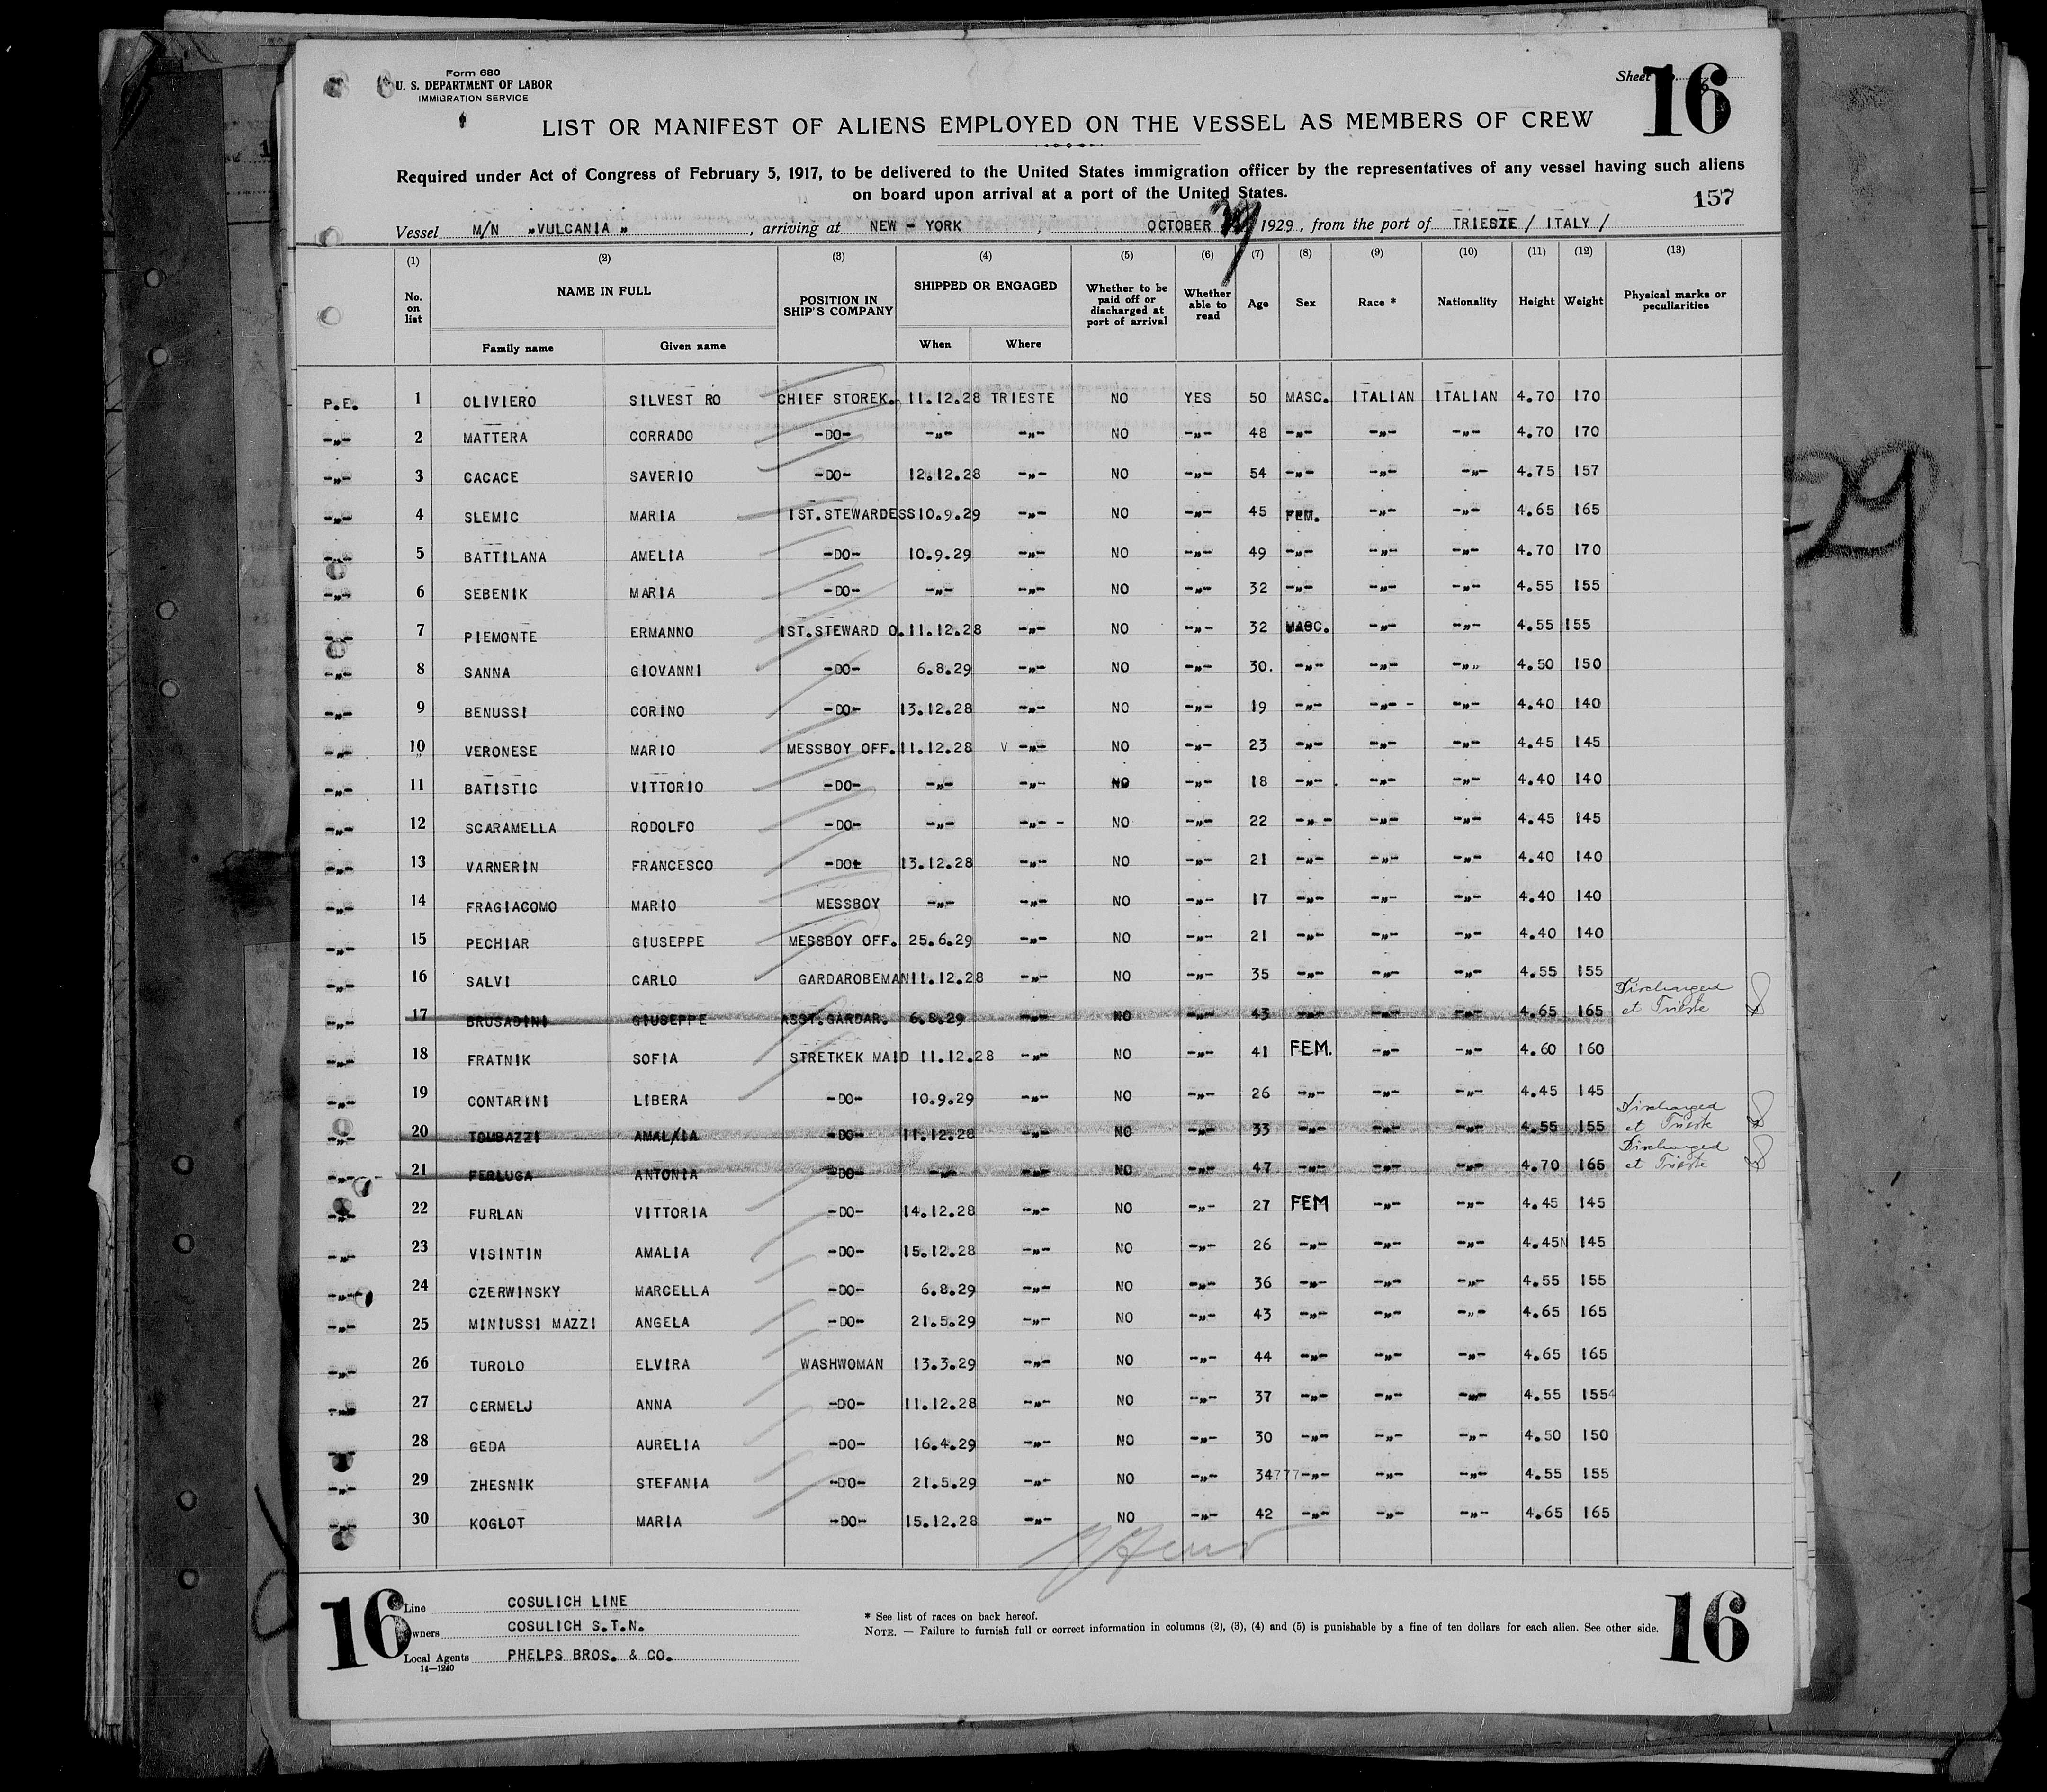 Form 680
U. S. DEPARTMENT OF LABOR
IMMIGRATION SERVICE
Sheet
16
LIST OR MANIFEST OF ALIENS EMPLOYED ON THE VESSEL AS MEMBERS OF CREW
Required under Act of Congress of February 5, 1917, to be delivered to the United States immigration officer by the representatives of any vessel having such aliens
on board upon arrival at a port of the United States.
157
Vessel M/N „VULCANIA „ , arriving at NEW - YORK , OCTOBER 1929 , from the port of TRIESTE / ITALY /
(1) (2) (3) (4) (5) (6) (7) (8) (9) (10) (11) (12) (13)
No. on list NAME IN FULL POSITION IN SHIP'S COMPANY SHIPPED OR ENGAGED Whether to be paid off or discharged at port of arrival Whether able to read Age Sex Race * Nationality Height Weight Physical marks or peculiarities
Family name Given name When Where
P.E. 1 OLIVIERO SILVEST RO CHIEF STOREK. 11.12.28 TRIESTE NO YES 50 MASC. ITALIAN ITALIAN 4.70 170
-„- 2 MATTERA CORRADO -DO- -„- -„- NO -„- 48 -„- -„- -„- 4.70 170
-„- 3 CACACE SAVERIO -DO- 12.12.28 -„- NO -„- 54 -„- -„- -„- 4.75 157
-„- 4 SLEMIC MARIA 1ST.STEWARDESS 10.9.29 -„- NO -„- 45 FEM. -„- -„- 4.65 165
-„- 5 BATTILANA AMELIA -DO- 10.9.29 -„- NO -„- 49 -„- -„- -„- 4.70 170
-„- 6 SEBENIK MARIA -DO- -„- -„- NO -„- 32 -„- -„- -„- 4.55 155
-„- 7 PIEMONTE ERMANNO 1ST.STEWARD O. 11.12.28 -„- NO -„- 32 MASC. -„- -„- 4.55 155
-„- 8 SANNA GIOVANNI -DO- 6.8.29 -„- NO -„- 30. -„- -„- -„- 4.50 150
-„- 9 BENUSSI CORINO -DO- 13.12.28 -„- NO -„- 19 -„- -„- - -„- 4.40 140
-„- 10 VERONESE MARIO MESSBOY OFF. 11.12.28 V -„- NO -„- 23 -„- -„- -„- 4.45 145
-„- 11 BATISTIC VITTORIO -DO- -„- -„- NO -„- 18 -„- -„- -„- 4.40 140
-„- 12 SCARAMELLA RODOLFO -DO- -„- -„- - NO -„- 22 -„- -„- -„- 4.45 145
-„- 13 VARNERIN FRANCESCO -DOt 13.12.28 -„- NO -„- 21 -„- -„- -„- 4.40 140
-„- 14 FRAGIACOMO MARIO MESSBOY -„- -„- NO -„- 17 -„- -„- -„- 4.40 140
-„- 15 PECHIAR GIUSEPPE MESSBOY OFF. 25.6.29 -„- NO -„- 21 -„- -„- -„- 4.40 140
-„- 16 SALVI CARLO GARDAROBEMAN 11.12.28 -„- NO -„- 35 -„- -„- -„- 4.55 155
-„- 17 BRUSADINI GIUSEPPE ASST.GARDAR. 6.8.29 -„- NO -„- 43 -„- -„- -„- 4.65 165 Discharged at Trieste
-„- 18 FRATNIK SOFIA STRETKEK MAID 11.12.28 -„- NO -„- 41 FEM. -„- -„- 4.60 160
-„- 19 CONTARINI LIBERA -DO- 10.9.29 -„- NO -„- 26 -„- -„- -„- 4.45 145
-„- 20 TOMBAZZI AMAL/IA -DO- 11.12.28 -„- NO -„- 33 -„- -„- -„- 4.55 155 Discharged at Trieste
-„- 21 FERLUGA ANTONIA -DO- -„- -„- NO -„- 47 -„- -„- -„- 4.70 165 Discharged at Trieste
-„- 22 FURLAN VITTORIA -DO- 14.12.28 -„- NO -„- 27 FEM -„- -„- 4.45 145
-„- 23 VISINTIN AMALIA -DO- 15.12.28 -„- NO -„- 26 -„- -„- -„- 4.45N 145
-„- 24 CZERWINSKY MARCELLA -DO- 6.8.29 -„- NO -„- 36 -„- -„- -„- 4.55 155
-„- 25 MINIUSSI MAZZI ANGELA -DO- 21.5.29 -„- NO -„- 43 -„- -„- -„- 4.65 165
-„- 26 TUROLO ELVIRA WASHWOMAN 13.3.29 -„- NO -„- 44 -„- -„- -„- 4.65 165
-„- 27 CERMELJ ANNA -DO- 11.12.28 -„- NO -„- 37 -„- -„- -„- 4.55 155
-„- 28 GEDA AURELIA -DO- 16.4.29 -„- NO -„- 30 -„- -„- -„- 4.50 150
-„- 29 ZHESNIK STEFANIA -DO- 21.5.29 -„- NO -„- 34777 -„- -„- -„- 4.55 155
-„- 30 KOGLOT MARIA -DO- 15.12.28 -„- NO -„- 42 -„- -„- -„- 4.65 165
16
Line COSULICH LINE
Owners COSULICH S.T.N.
Local Agents PHELPS BROS. & CO.
14—1240
* See list of races on back hereof.
NOTE. — Failure to furnish full or correct information in columns (2), (3), (4) and (5) is punishable by a fine of ten dollars for each alien. See other side.
16
29